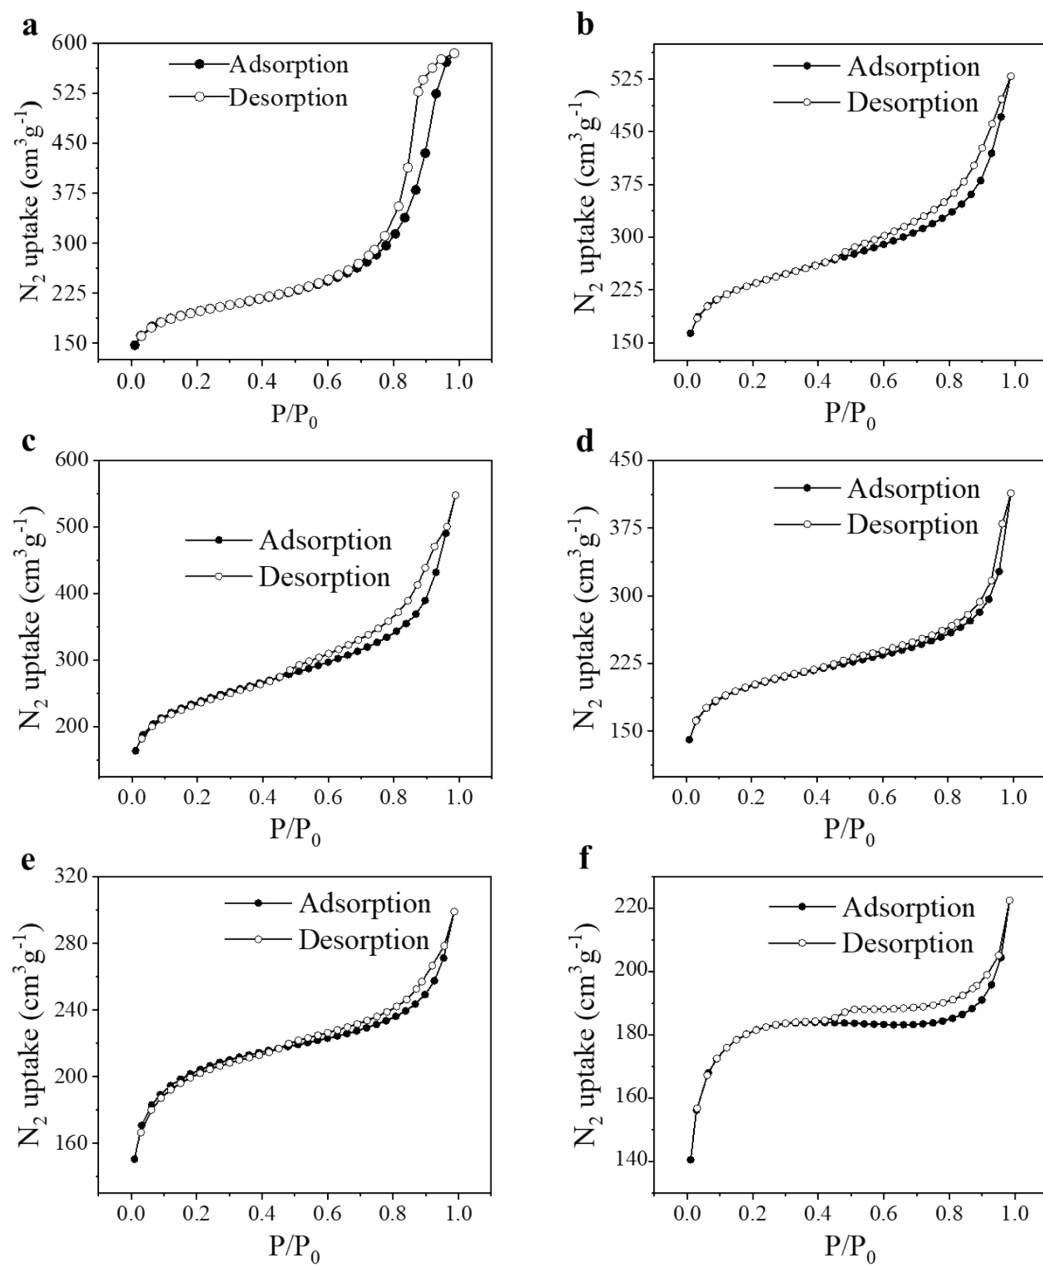 a
600
525
450
375
300
225
150
N2 uptake (cm3g-1)
Adsorption
Desorption
0.0 0.2 0.4 0.6 0.8 1.0
P/P0
b
525
450
375
300
225
150
N2 uptake (cm3g-1)
Adsorption
Desorption
0.0 0.2 0.4 0.6 0.8 1.0
P/P0
c
600
500
400
300
200
N2 uptake (cm3g-1)
Adsorption
Desorption
0.0 0.2 0.4 0.6 0.8 1.0
P/P0
d
450
375
300
225
150
N2 uptake (cm3g-1)
Adsorption
Desorption
0.0 0.2 0.4 0.6 0.8 1.0
P/P0
e
320
280
240
200
160
N2 uptake (cm3g-1)
Adsorption
Desorption
0.0 0.2 0.4 0.6 0.8 1.0
P/P0
f
220
200
180
160
140
N2 uptake (cm3g-1)
Adsorption
Desorption
0.0 0.2 0.4 0.6 0.8 1.0
P/P0